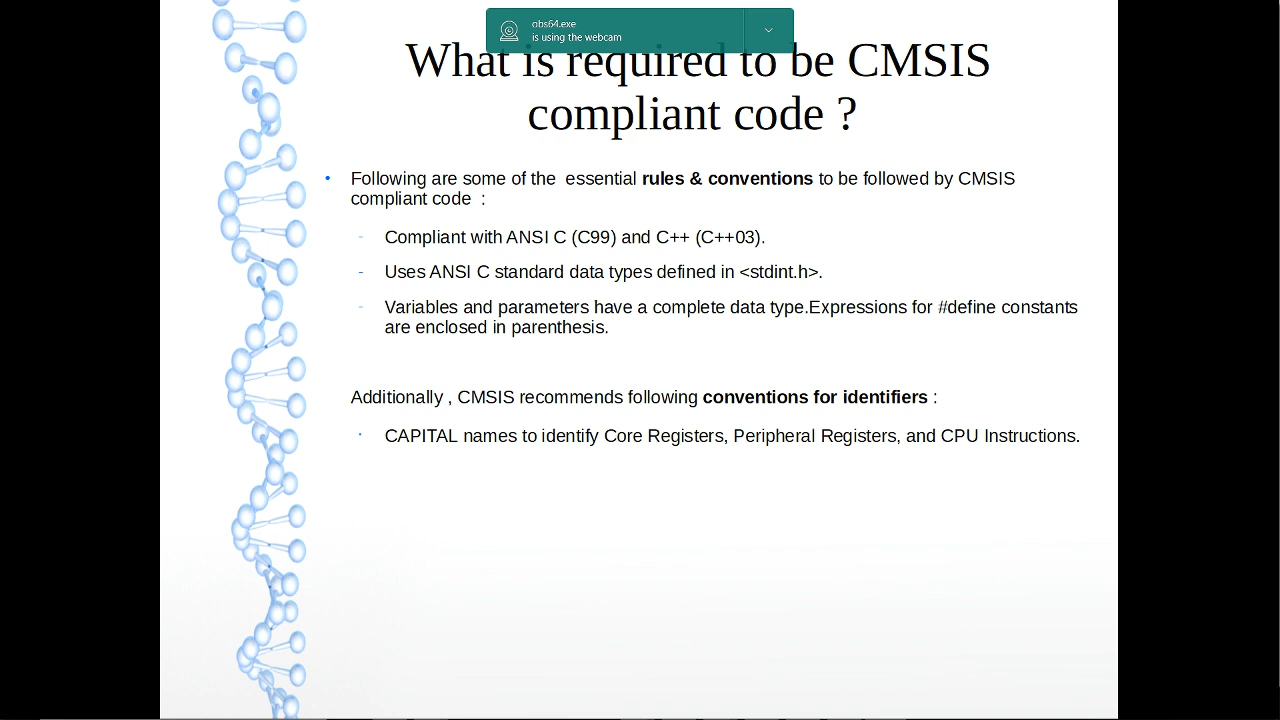 obs64.exe
is using the webcam
What is required to be CMSIS
compliant code ?
• Following are some of the  essential rules & conventions to be followed by CMSIS
compliant code  :
- Compliant with ANSI C (C99) and C++ (C++03).
- Uses ANSI C standard data types defined in <stdint.h>.
- Variables and parameters have a complete data type.Expressions for #define constants
are enclosed in parenthesis.
Additionally , CMSIS recommends following conventions for identifiers :
· CAPITAL names to identify Core Registers, Peripheral Registers, and CPU Instructions.